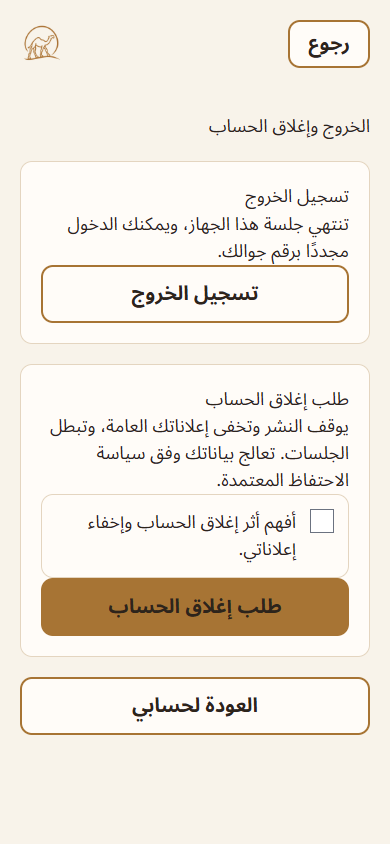 رجوع
الخروج وإغلاق الحساب
تسجيل الخروج
تنتهي جلسة هذا الجهاز، ويمكنك الدخول
مجددًا برقم جوالك.
تسجيل الخروج
طلب إغلاق الحساب
يوقف النشر وتخفى إعلاناتك العامة، وتبطل
الجلسات. تعالج بياناتك وفق سياسة
الاحتفاظ المعتمدة.
أفهم أثر إغلاق الحساب وإخفاء
إعلاناتي.
طلب إغلاق الحساب
العودة لحسابي